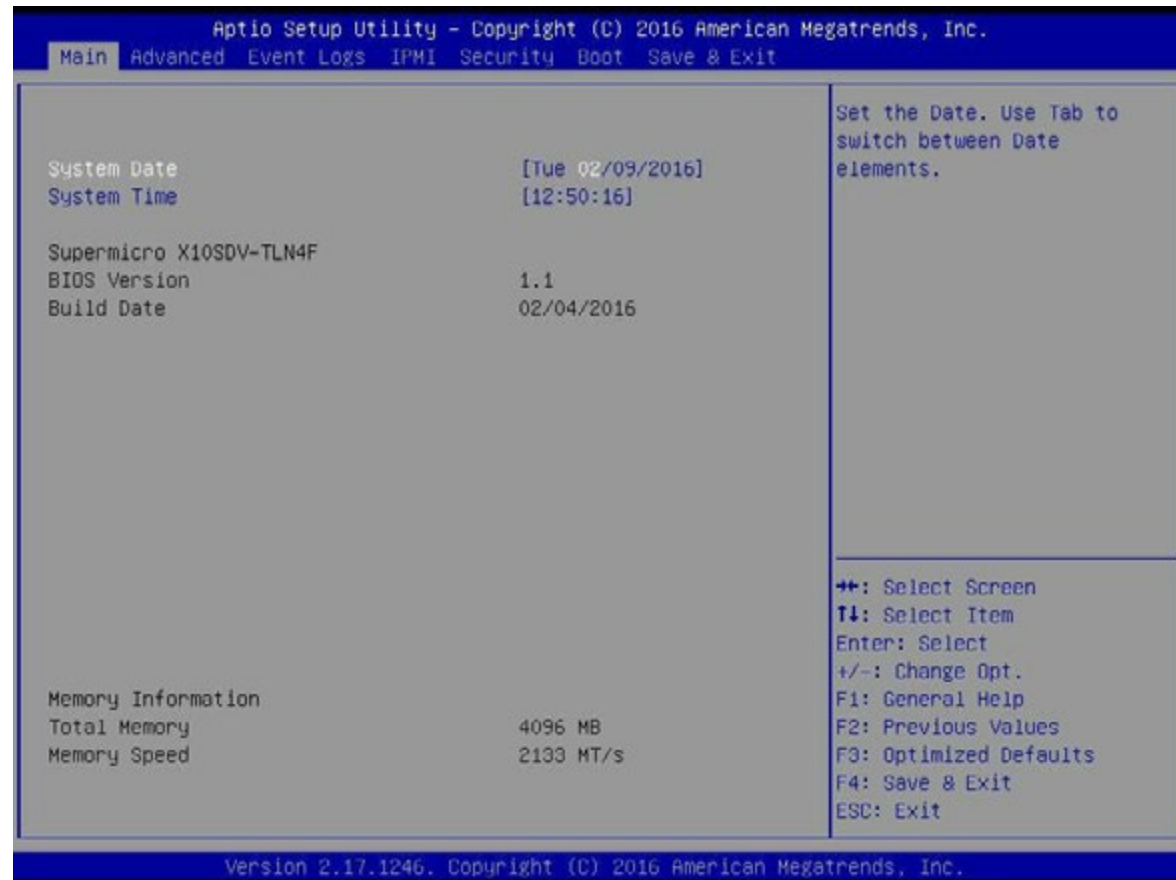 Aptio Setup Utility – Copyright (C) 2016 American Megatrends, Inc.
Main Advanced Event Logs IPMI Security Boot Save & Exit
System Date [Tue 02/09/2016]
System Time [12:50:16]
Supermicro X10SDV-TLN4F
BIOS Version 1.1
Build Date 02/04/2016
Memory Information
Total Memory 4096 MB
Memory Speed 2133 MT/s
Set the Date. Use Tab to
switch between Date
elements.
→←: Select Screen
↑↓: Select Item
Enter: Select
+/-: Change Opt.
F1: General Help
F2: Previous Values
F3: Optimized Defaults
F4: Save & Exit
ESC: Exit
Version 2.17.1246. Copyright (C) 2016 American Megatrends, Inc.